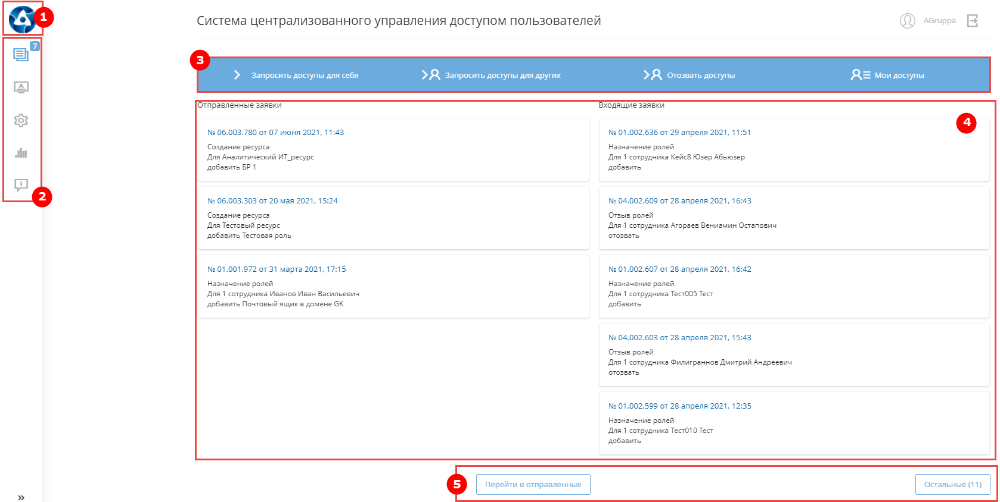 1
7
2
Система централизованного управления доступом пользователей
AGruppa
3
Запросить доступы для себя
Запросить доступы для других
Отозвать доступы
Мои доступы
4
Отправленные заявки
№ 06.003.780 от 07 июня 2021, 11:43
Создание ресурса
Для Аналитический ИТ_ресурс
добавить БР 1
№ 06.003.303 от 20 мая 2021, 15:24
Создание ресурса
Для Тестовый ресурс
добавить Тестовая роль
№ 01.001.972 от 31 марта 2021, 17:15
Назначение ролей
Для 1 сотрудника Иванов Иван Васильевич
добавить Почтовый ящик в домене GK
Входящие заявки
№ 01.002.636 от 29 апреля 2021, 11:51
Назначение ролей
Для 1 сотрудника Кейс8 Юзер Абьюзер
добавить
№ 04.002.609 от 28 апреля 2021, 16:43
Отзыв ролей
Для 1 сотрудника Агораев Вениамин Остапович
отозвать
№ 01.002.607 от 28 апреля 2021, 16:42
Назначение ролей
Для 1 сотрудника Тест005 Тест
добавить
№ 04.002.603 от 28 апреля 2021, 15:43
Отзыв ролей
Для 1 сотрудника Филиграннов Дмитрий Андреевич
отозвать
№ 01.002.599 от 28 апреля 2021, 12:35
Назначение ролей
Для 1 сотрудника Тест010 Тест
добавить
5
Перейти в отправленные
Остальные (11)
»